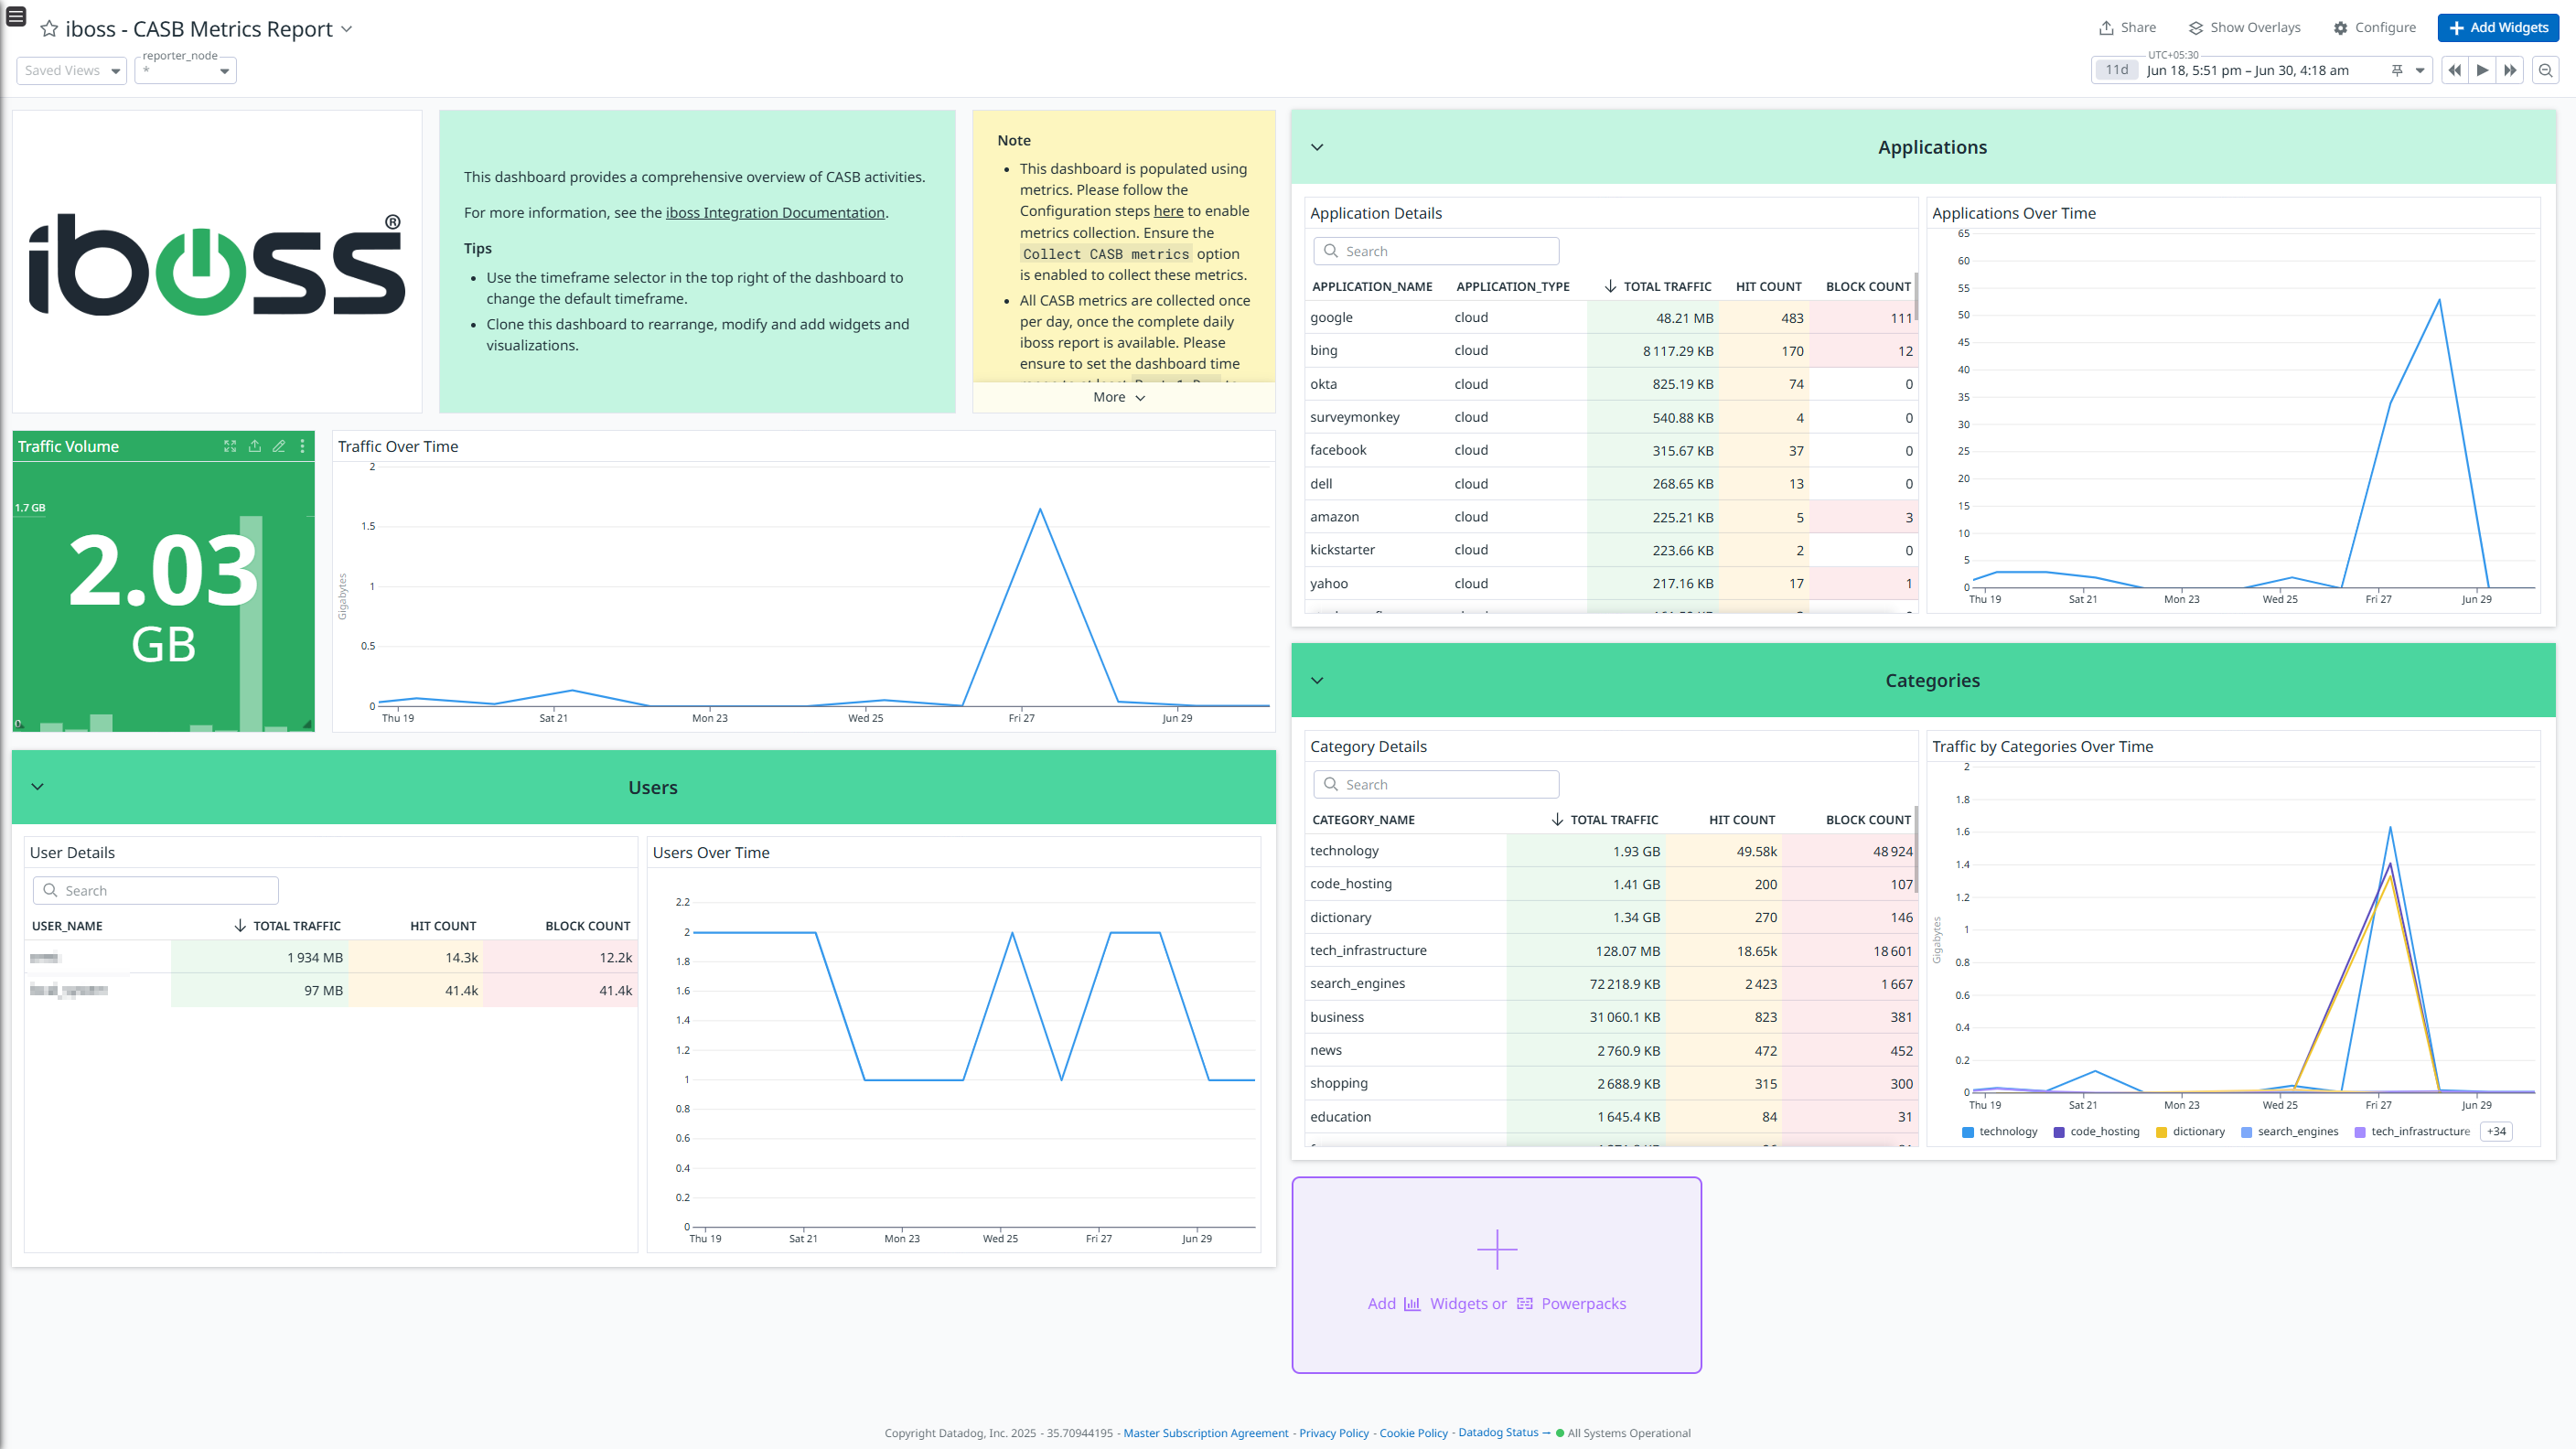 iboss - CASB Metrics Report
Share
Show Overlays
Configure
Add Widgets
Saved Views
reporter_node
*
UTC+05:30
11d
Jun 18, 5:51 pm – Jun 30, 4:18 am
iboss®
This dashboard provides a comprehensive overview of CASB activities.
For more information, see the iboss Integration Documentation.
Tips
• Use the timeframe selector in the top right of the dashboard to
change the default timeframe.
• Clone this dashboard to rearrange, modify and add widgets and
visualizations.
Note
• This dashboard is populated using
metrics. Please follow the
Configuration steps here to enable
metrics collection. Ensure the
Collect CASB metrics option
is enabled to collect these metrics.
• All CASB metrics are collected once
per day, once the complete daily
iboss report is available. Please
ensure to set the dashboard time
More
Traffic Volume
1.7 GB
2.03
GB
0
Traffic Over Time
Gigabytes
2
1.5
1
0.5
0
Thu 19 Sat 21 Mon 23 Wed 25 Fri 27 Jun 29
Users
User Details
Search
USER_NAME TOTAL TRAFFIC HIT COUNT BLOCK COUNT
1 934 MB 14.3k 12.2k
97 MB 41.4k 41.4k
Users Over Time
2.2
2
1.8
1.6
1.4
1.2
1
0.8
0.6
0.4
0.2
0
Thu 19 Sat 21 Mon 23 Wed 25 Fri 27 Jun 29
Applications
Application Details
Search
APPLICATION_NAME APPLICATION_TYPE TOTAL TRAFFIC HIT COUNT BLOCK COUNT
google cloud 48.21 MB 483 111
bing cloud 8 117.29 KB 170 12
okta cloud 825.19 KB 74 0
surveymonkey cloud 540.88 KB 4 0
facebook cloud 315.67 KB 37 0
dell cloud 268.65 KB 13 0
amazon cloud 225.21 KB 5 3
kickstarter cloud 223.66 KB 2 0
yahoo cloud 217.16 KB 17 1
Applications Over Time
65
60
55
50
45
40
35
30
25
20
15
10
5
0
Thu 19 Sat 21 Mon 23 Wed 25 Fri 27 Jun 29
Categories
Category Details
Search
CATEGORY_NAME TOTAL TRAFFIC HIT COUNT BLOCK COUNT
technology 1.93 GB 49.58k 48 924
code_hosting 1.41 GB 200 107
dictionary 1.34 GB 270 146
tech_infrastructure 128.07 MB 18.65k 18 601
search_engines 72 218.9 KB 2 423 1 667
business 31 060.1 KB 823 381
news 2 760.9 KB 472 452
shopping 2 688.9 KB 315 300
education 1 645.4 KB 84 31
Traffic by Categories Over Time
Gigabytes
2
1.8
1.6
1.4
1.2
1
0.8
0.6
0.4
0.2
0
Thu 19 Sat 21 Mon 23 Wed 25 Fri 27 Jun 29
technology code_hosting dictionary search_engines tech_infrastructure +34
Add Widgets or Powerpacks
Copyright Datadog, Inc. 2025 - 35.70944195 - Master Subscription Agreement - Privacy Policy - Cookie Policy - Datadog Status → All Systems Operational